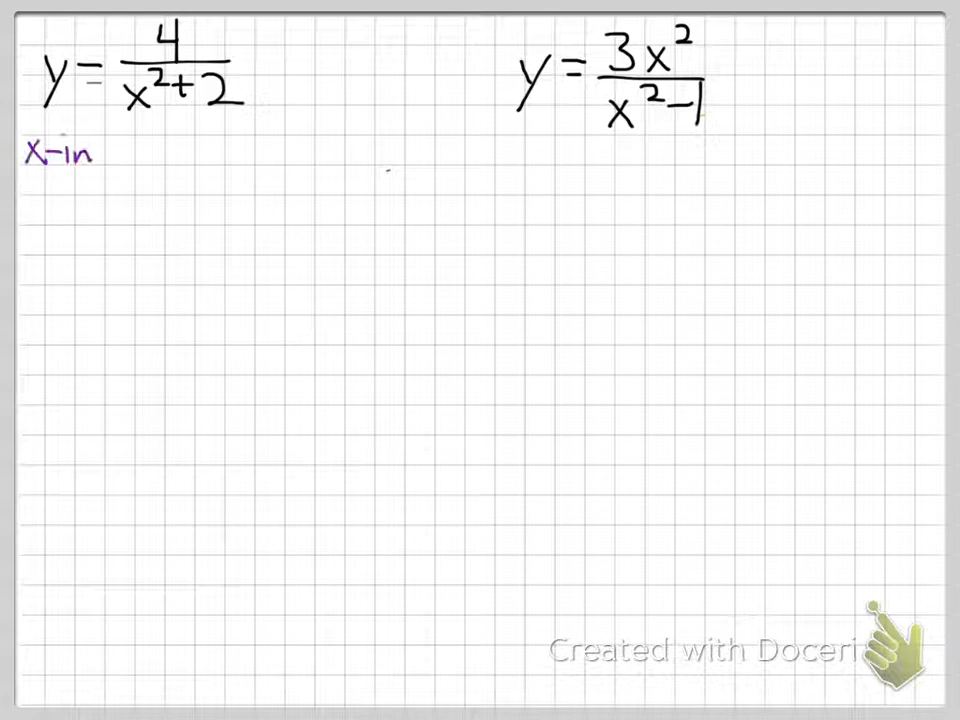 y = 4/(x²+2)
y = 3x²/(x²-1)
x-in
Created with Doceri